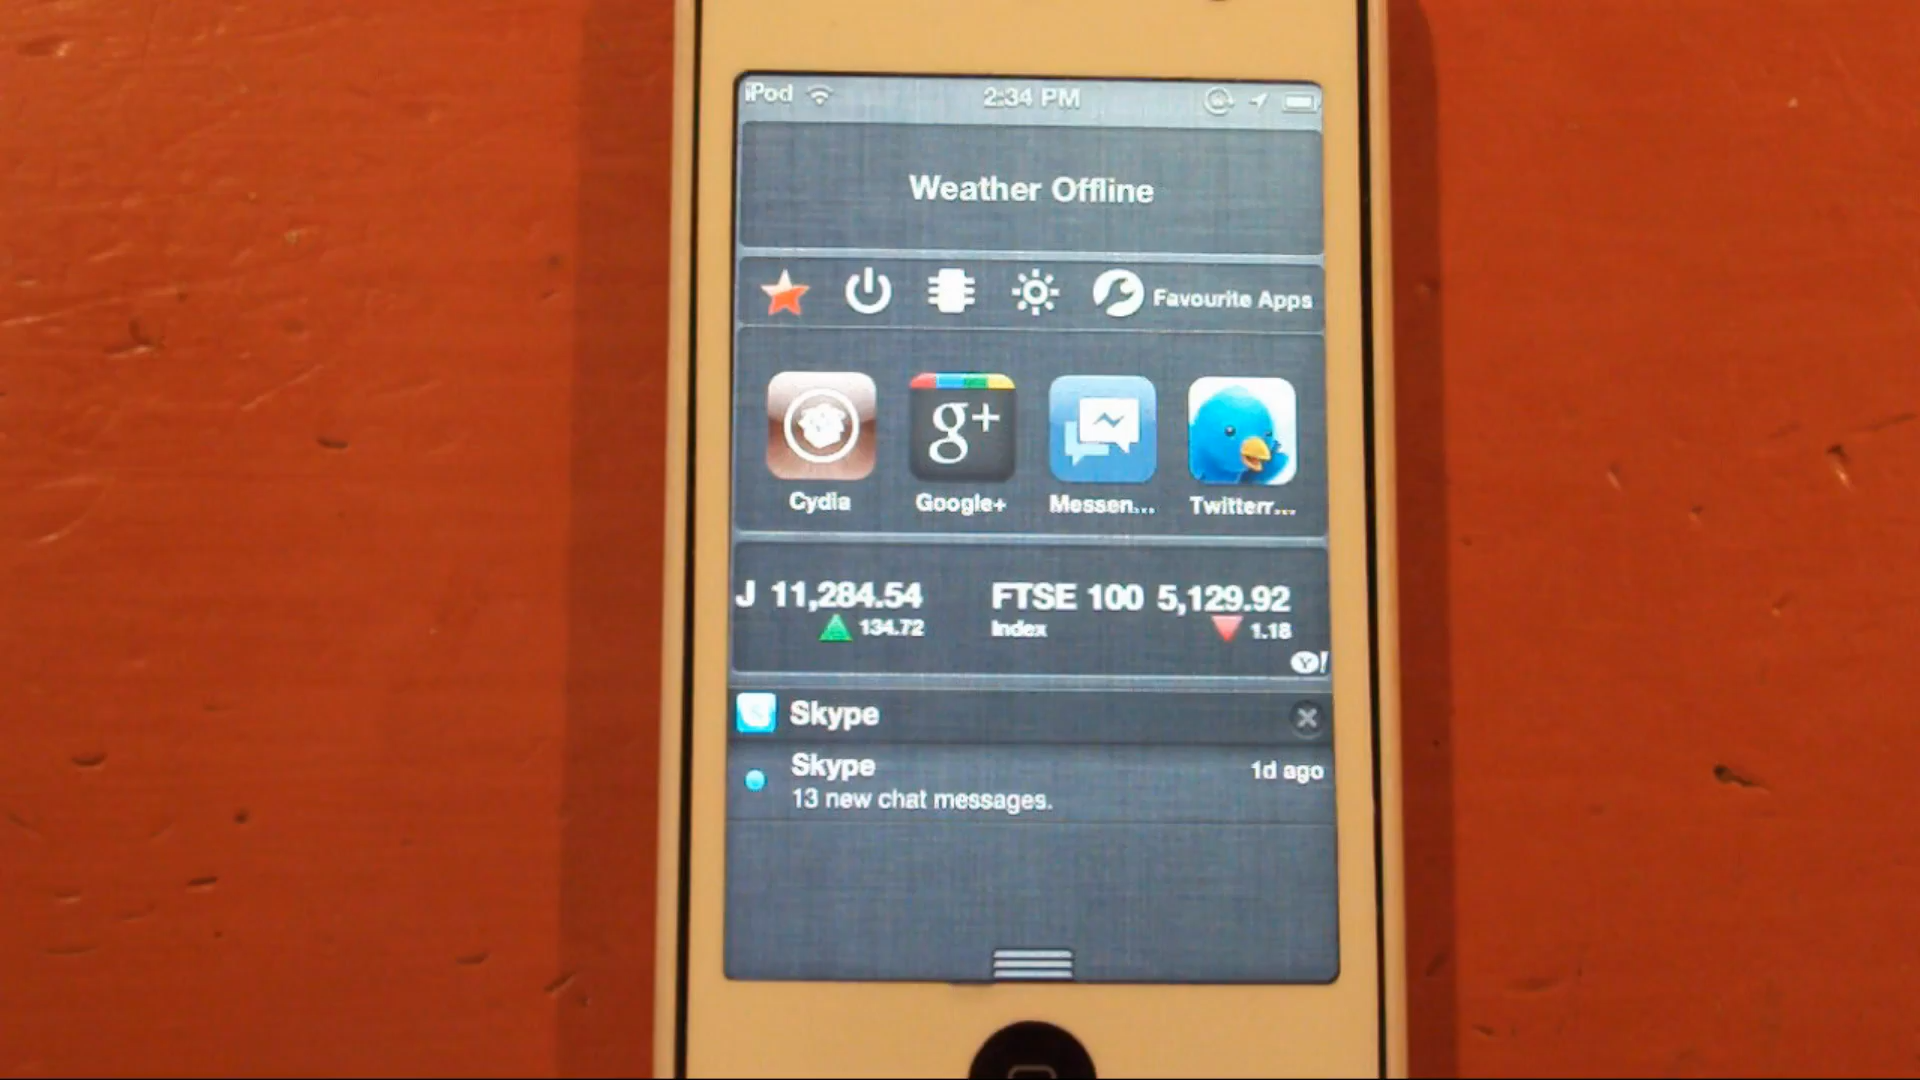 iPod 2:34 PM
Weather Offline
Favourite Apps
g+
Cydia Google+ Messen... Twitterr...
J 11,284.54 FTSE 100 5,129.92
134.72 Index 1.18
Y!
Skype
Skype 1d ago
13 new chat messages.